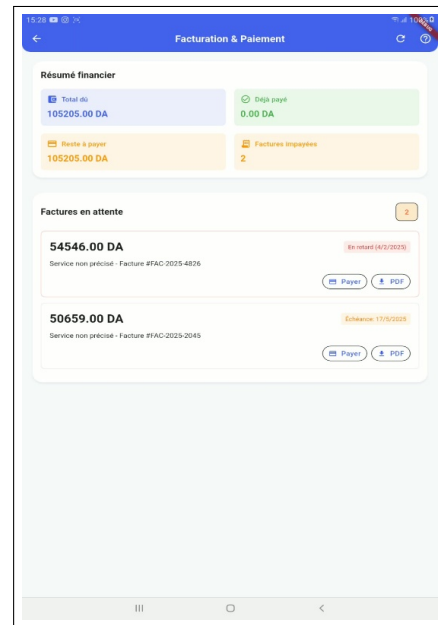 15:28
100%
Facturation & Paiement
Résumé financier
Total dû
105205.00 DA
Déjà payé
0.00 DA
Reste à payer
105205.00 DA
Factures impayées
2
Factures en attente
2
54546.00 DA
En retard (4/2/2025)
Service non précisé - Facture #FAC-2025-4826
Payer
PDF
50659.00 DA
Échéance: 17/5/2025
Service non précisé - Facture #FAC-2025-2045
Payer
PDF